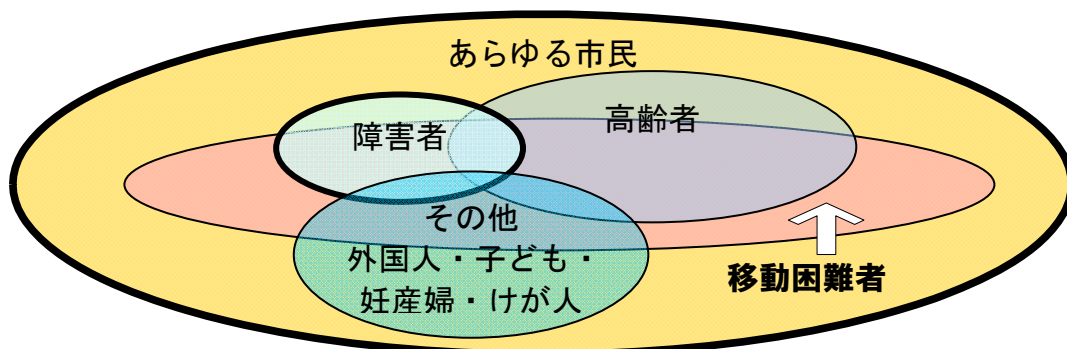 あらゆる市民
障害者
高齢者
その他
外国人・子ども・
妊産婦・けが人
移動困難者